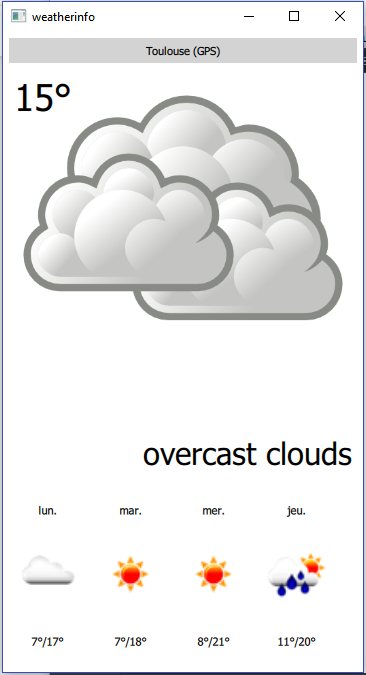 weatherinfo
Toulouse (GPS)
15°
overcast clouds
lun. mar. mer. jeu.
7°/17° 7°/18° 8°/21° 11°/20°